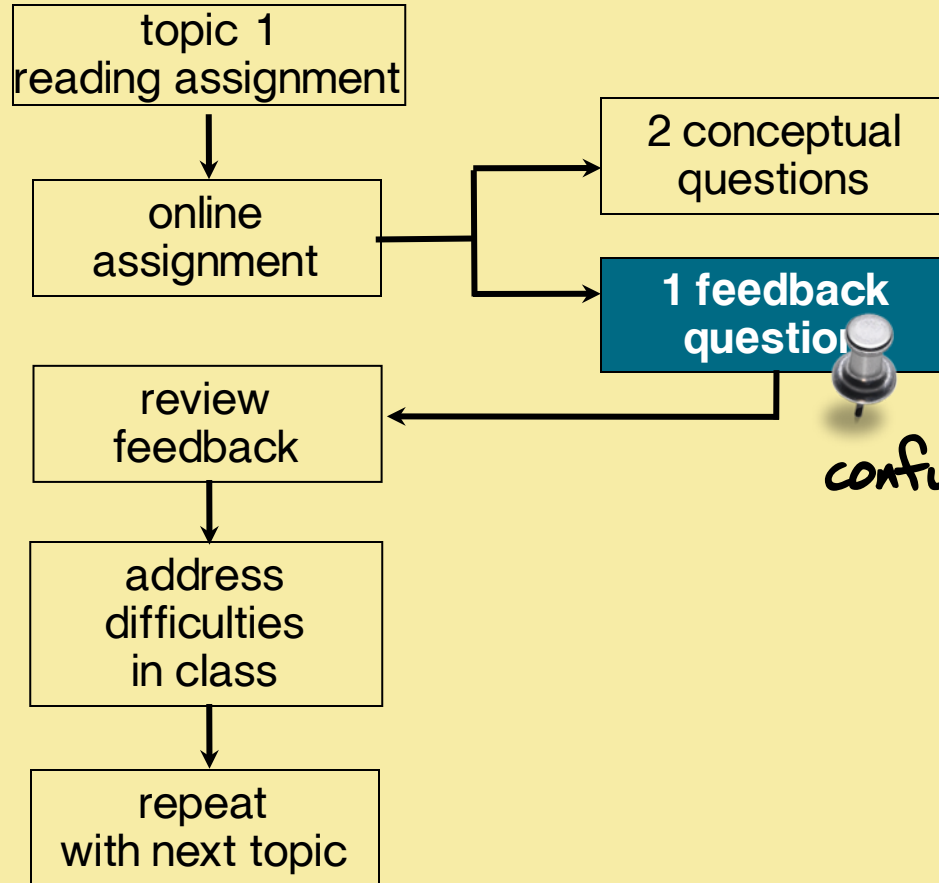 topic 1
reading assignment
online
assignment
2 conceptual
questions
1 feedback
question
review
feedback
address
difficulties
in class
repeat
with next topic